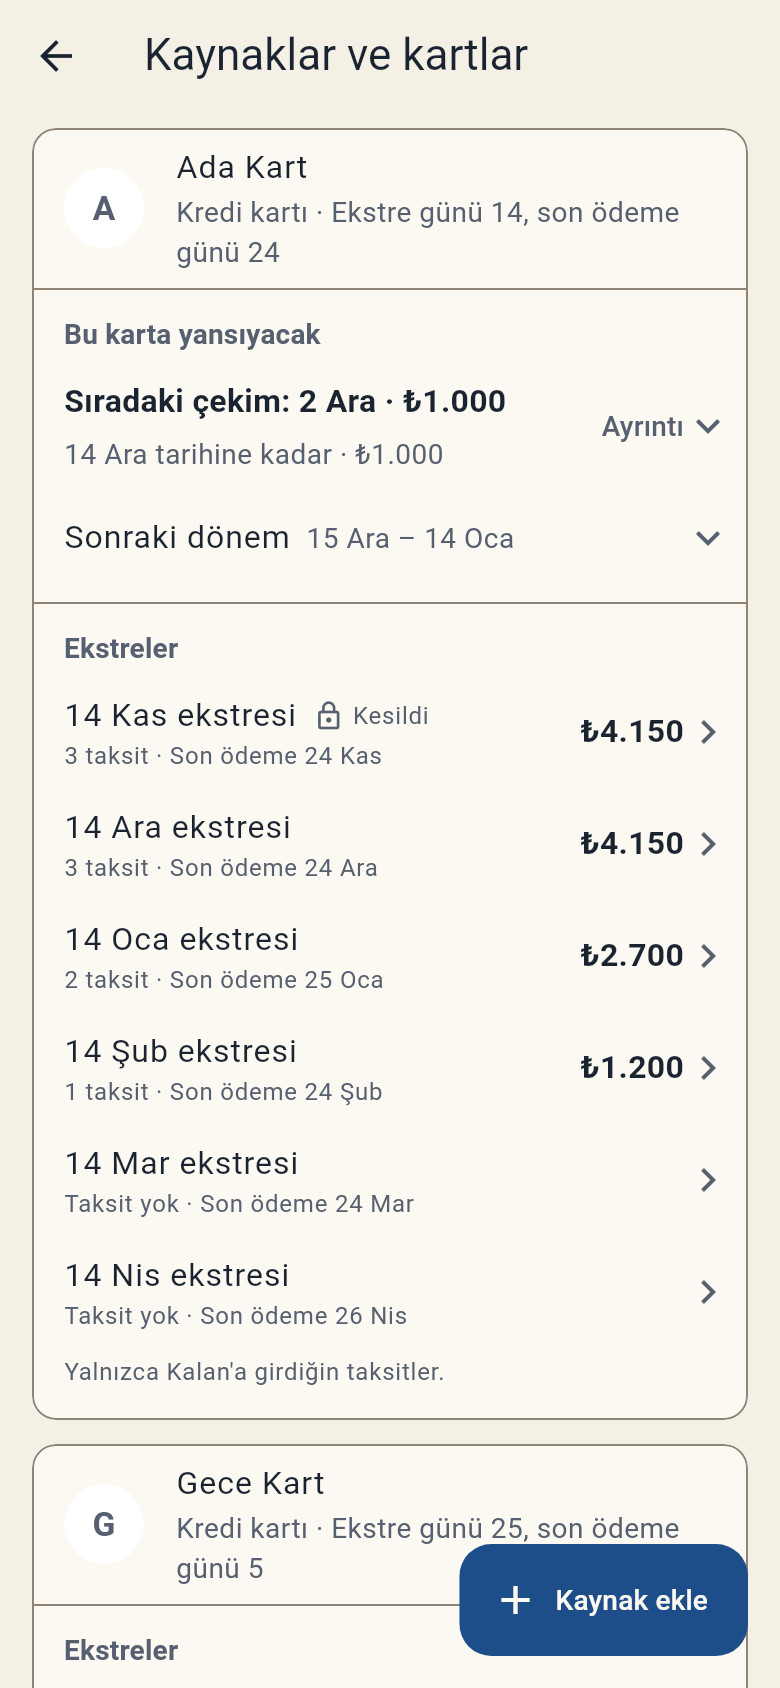 Kaynaklar ve kartlar
A
Ada Kart
Kredi kartı · Ekstre günü 14, son ödeme
günü 24
Bu karta yansıyacak
Sıradaki çekim: 2 Ara · ₺1.000
14 Ara tarihine kadar · ₺1.000
Ayrıntı
Sonraki dönem 15 Ara – 14 Oca
Ekstreler
14 Kas ekstresi Kesildi
3 taksit · Son ödeme 24 Kas
₺4.150
14 Ara ekstresi
3 taksit · Son ödeme 24 Ara
₺4.150
14 Oca ekstresi
2 taksit · Son ödeme 25 Oca
₺2.700
14 Şub ekstresi
1 taksit · Son ödeme 24 Şub
₺1.200
14 Mar ekstresi
Taksit yok · Son ödeme 24 Mar
14 Nis ekstresi
Taksit yok · Son ödeme 26 Nis
Yalnızca Kalan'a girdiğin taksitler.
G
Gece Kart
Kredi kartı · Ekstre günü 25, son ödeme
günü 5
Kaynak ekle
Ekstreler